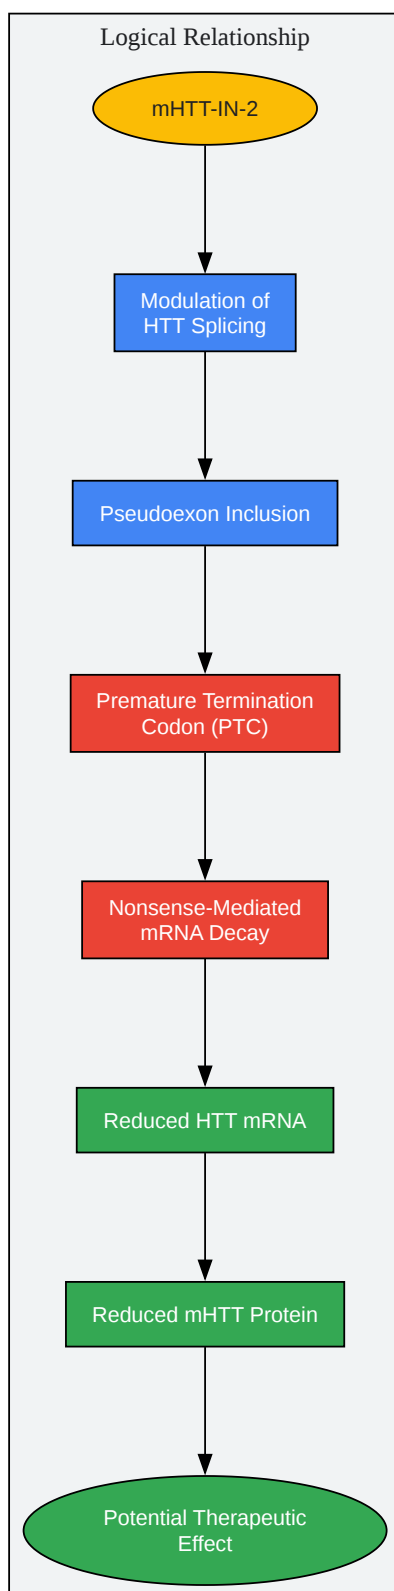 Logical Relationship
mHTT-IN-2
Modulation of
HTT Splicing
Pseudoexon Inclusion
Premature Termination
Codon (PTC)
Nonsense-Mediated
mRNA Decay
Reduced HTT mRNA
Reduced mHTT Protein
Potential Therapeutic
Effect